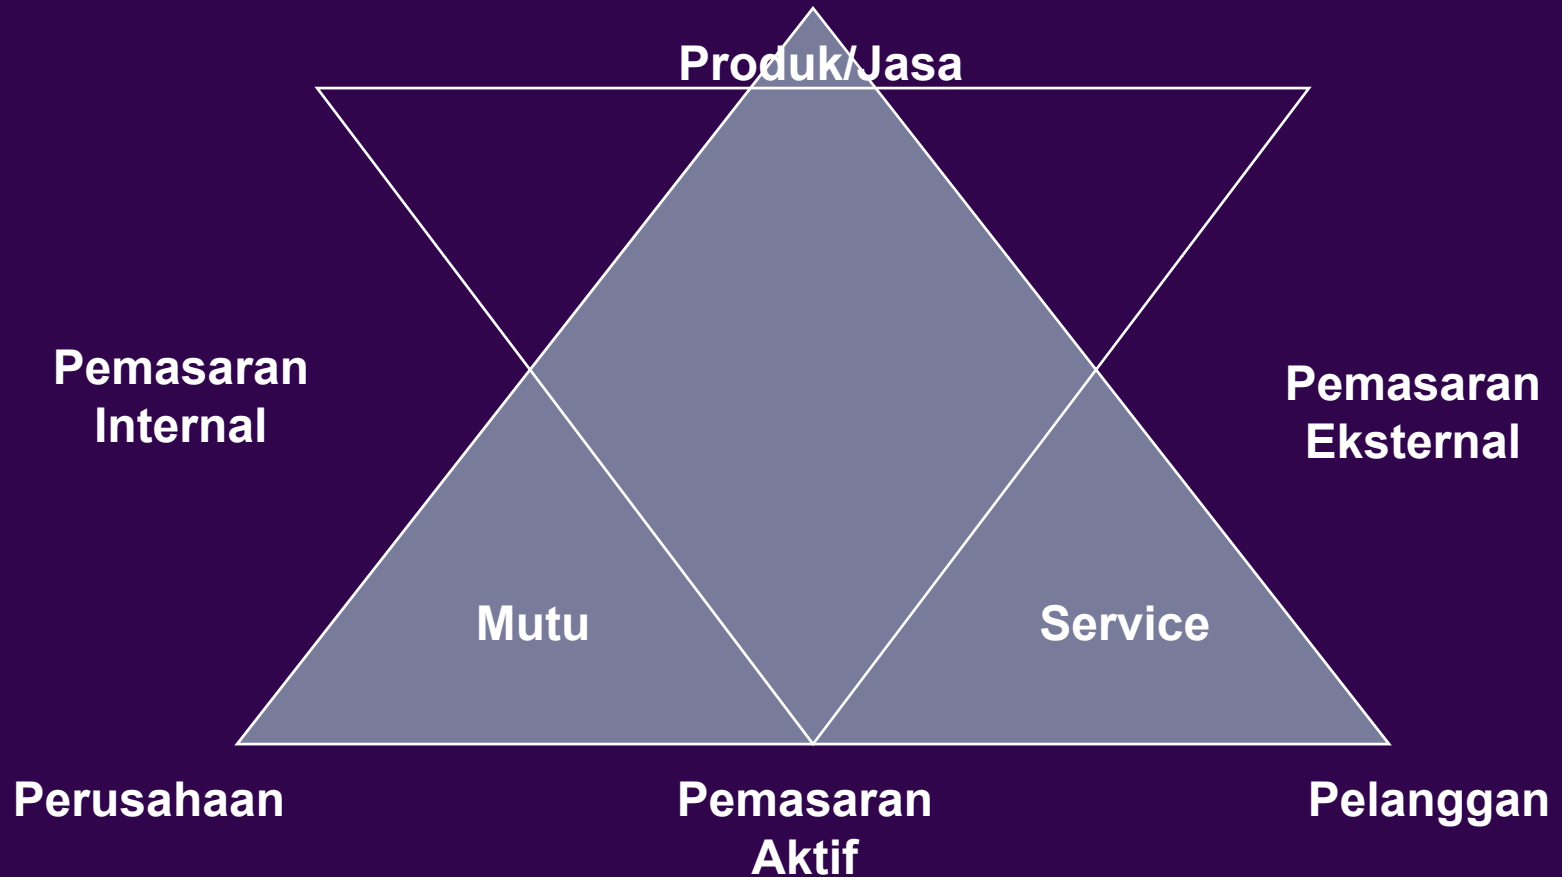 Produk/Jasa
Pemasaran
Internal
Pemasaran
Eksternal
Mutu
Service
Perusahaan
Pemasaran
Aktif
Pelanggan